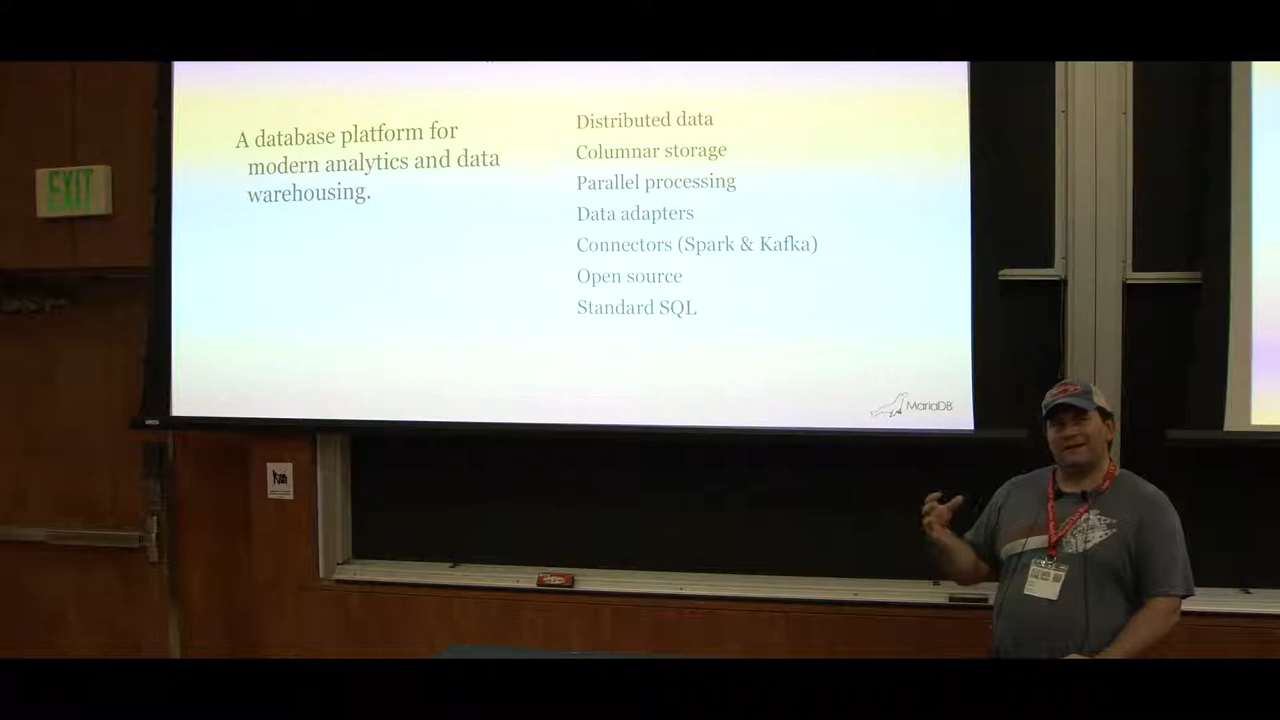 EXIT
A database platform for
modern analytics and data
warehousing.
Distributed data
Columnar storage
Parallel processing
Data adapters
Connectors (Spark & Kafka)
Open source
Standard SQL
MariaDB